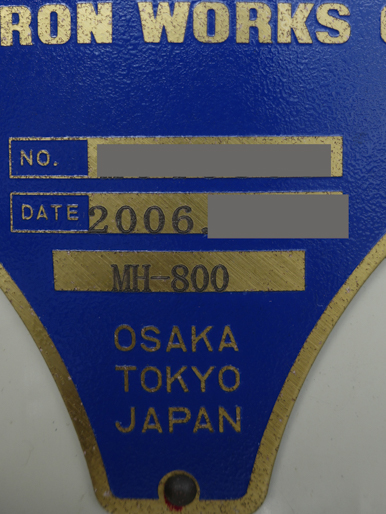 RON WORKS
NO.
DATE 2006.
MH-800
OSAKA
TOKYO
JAPAN